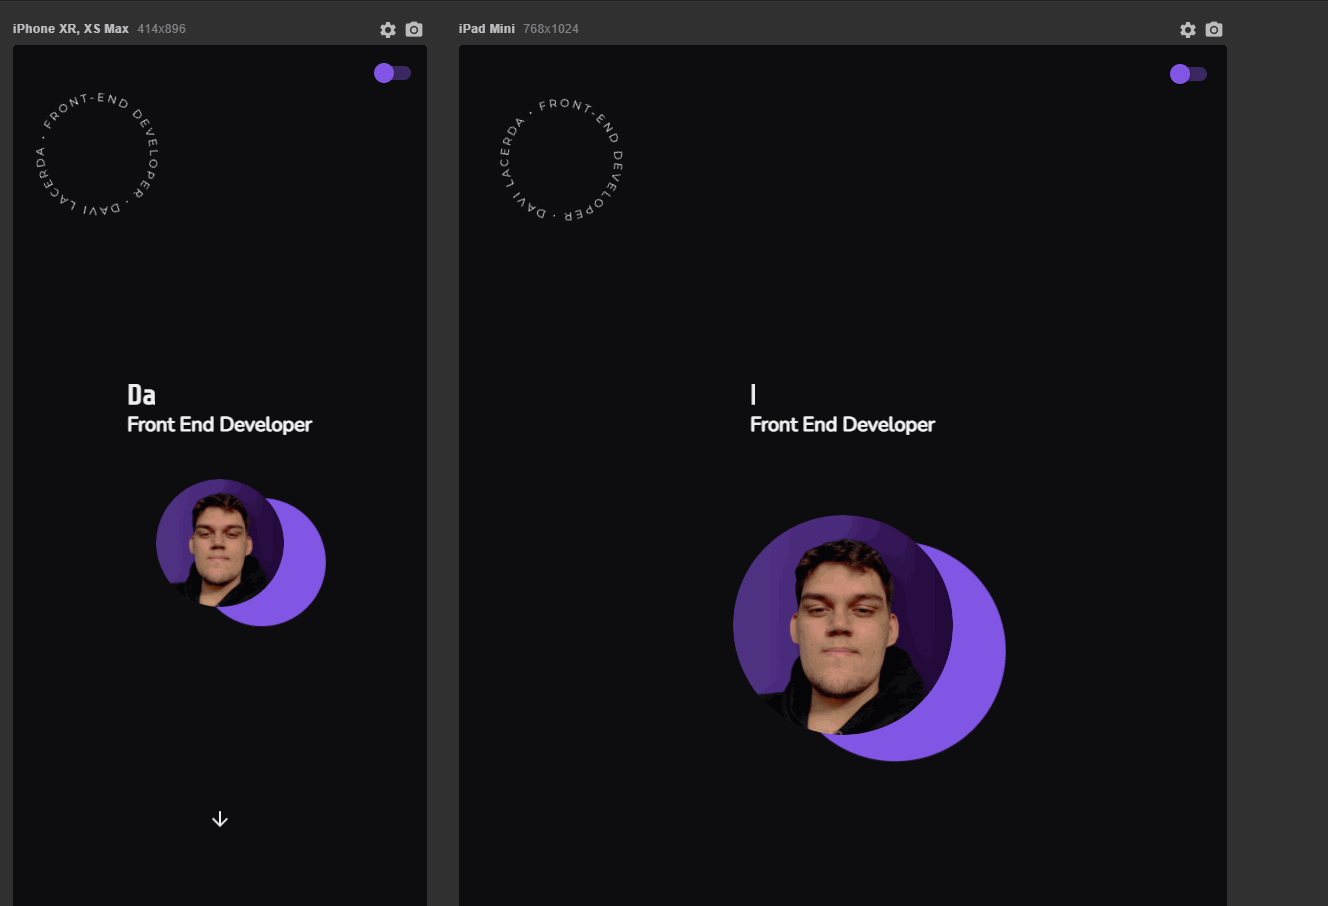 iPhone XR, XS Max 414x896
iPad Mini 768x1024
FRONT-END DEVELOPER · DAVI LACERDA ·
FRONT-END DEVELOPER · DAVI LACERDA ·
Da
Front End Developer
I
Front End Developer